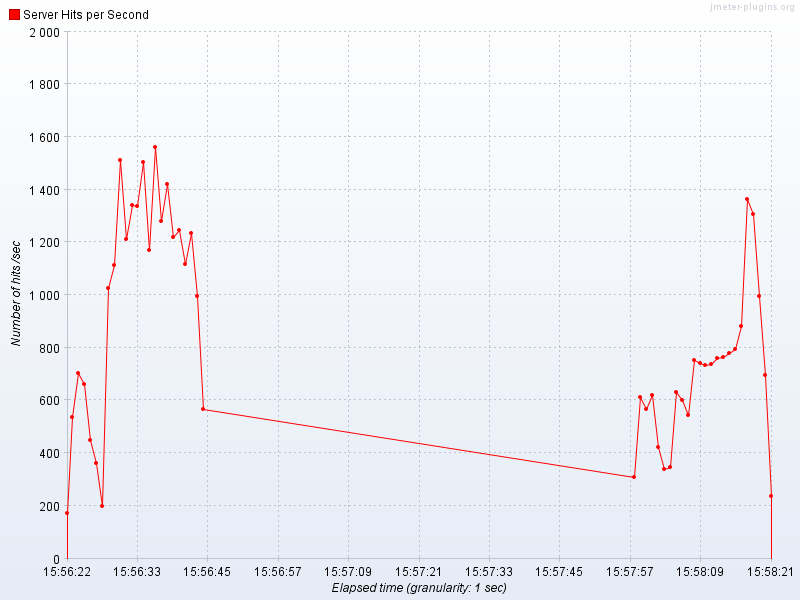 jmeter-plugins.org
Server Hits per Second
2 000
1 800
1 600
1 400
1 200
1 000
800
600
400
200
0
Number of hits/sec
15:56:22 15:56:33 15:56:45 15:56:57 15:57:09 15:57:21 15:57:33 15:57:45 15:57:57 15:58:09 15:58:21
Elapsed time (granularity: 1 sec)